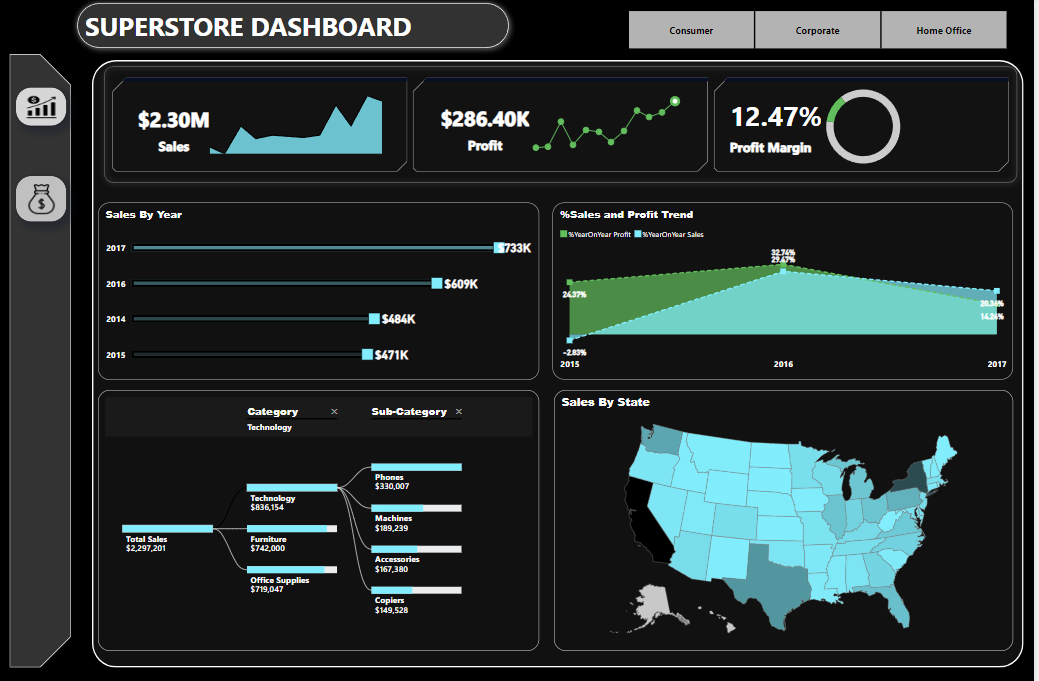 SUPERSTORE DASHBOARD
Consumer
Corporate
Home Office
$2.30M
Sales
$286.40K
Profit
12.47%
Profit Margin
Sales By Year
2017
$733K
2016
$609K
2014
$484K
2015
$471K
%Sales and Profit Trend
%YearOnYear Profit
%YearOnYear Sales
24.37%
-2.83%
32.74%
29.47%
20.36%
14.24%
2015
2016
2017
Category
Technology
Sub-Category
Total Sales
$2,297,201
Technology
$836,154
Furniture
$742,000
Office Supplies
$719,047
Phones
$330,007
Machines
$189,239
Accessories
$167,380
Copiers
$149,528
Sales By State